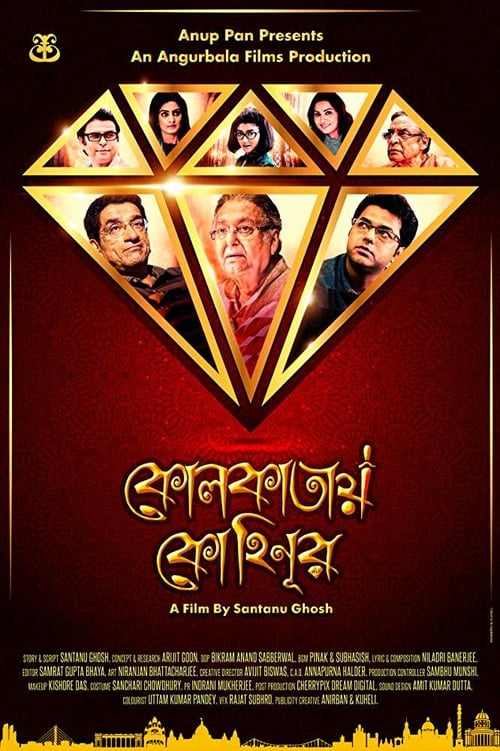 Anup Pan Presents
An Angurbala Films Production
কোলকাতায়
কোহিনূর
A Film By Santanu Ghosh
STORY & SCRIPT SANTANU GHOSH, CONCEPT & RESEARCH ARIJIT GOON, DOP BIKRAM ANAND SABBERWAL, BGM PINAK & SUBHASISH, LYRIC & COMPOSITION NILADRI BANERJEE,
EDITOR SAMRAT GUPTA BHAYA, ART NIRANJAN BHATTACHARJEE, CREATIVE DIRECTOR AVIJIT BISWAS, C.A.D. ANNAPURNA HALDER, PRODUCTION CONTROLLER SAMBHU MUNSHI,
MAKEUP KISHORE DAS, COSTUME SANCHARI CHOWDHURY, PR INDRANI MUKHERJEE, POST PRODUCTION CHERRYPIX DREAM DIGITAL, SOUND DESIGN AMIT KUMAR DUTTA,
COLOURIST UTTAM KUMAR PANDEY, VFX RAJAT SUBHRO, PUBLICITY CREATIVE ANIRBAN & KUHELI.